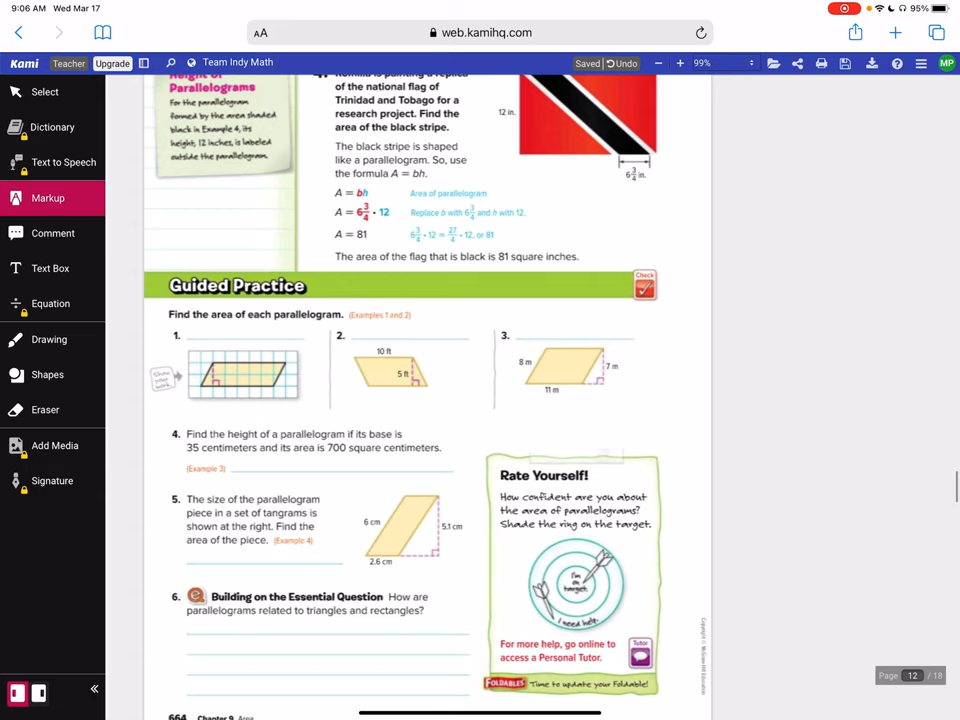 9:06 AM Wed Mar 17
95%
AA
web.kamihq.com
Kami
Teacher
Upgrade
Team Indy Math
Saved
Undo
99%
MP
Select
Dictionary
Text to Speech
Markup
Comment
Text Box
Equation
Drawing
Shapes
Eraser
Add Media
Signature
Height of
Parallelograms
For the parallelogram
formed by the area shaded
black in Example 4, its
height, 12 inches, is labeled
outside the parallelogram.
of the national flag of
Trinidad and Tobago for a
research project. Find the
area of the black stripe.
The black stripe is shaped
like a parallelogram. So, use
the formula A = bh.
12 in.
6 3/4 in.
A = bh Area of parallelogram
A = 6 3/4 • 12 Replace b with 6 3/4 and h with 12.
A = 81 6 3/4 • 12 = 27/4 • 12, or 81
The area of the flag that is black is 81 square inches.
Guided Practice
Check
Find the area of each parallelogram. (Examples 1 and 2)
1.
2.
3.
Show your work.
10 ft
5 ft
8 m
7 m
11 m
4. Find the height of a parallelogram if its base is
35 centimeters and its area is 700 square centimeters.
(Example 3)
5. The size of the parallelogram
piece in a set of tangrams is
shown at the right. Find the
area of the piece. (Example 4)
6 cm
5.1 cm
2.6 cm
6. e Building on the Essential Question How are
parallelograms related to triangles and rectangles?
Rate Yourself!
How confident are you about
the area of parallelograms?
Shade the ring on the target.
I'm
on
target.
I need help.
For more help, go online to
access a Personal Tutor.
Tutor
FOLDABLES Time to update your Foldable!
Copyright © McGraw-Hill Education
664 Chapter 9 Area
Page 12 / 18